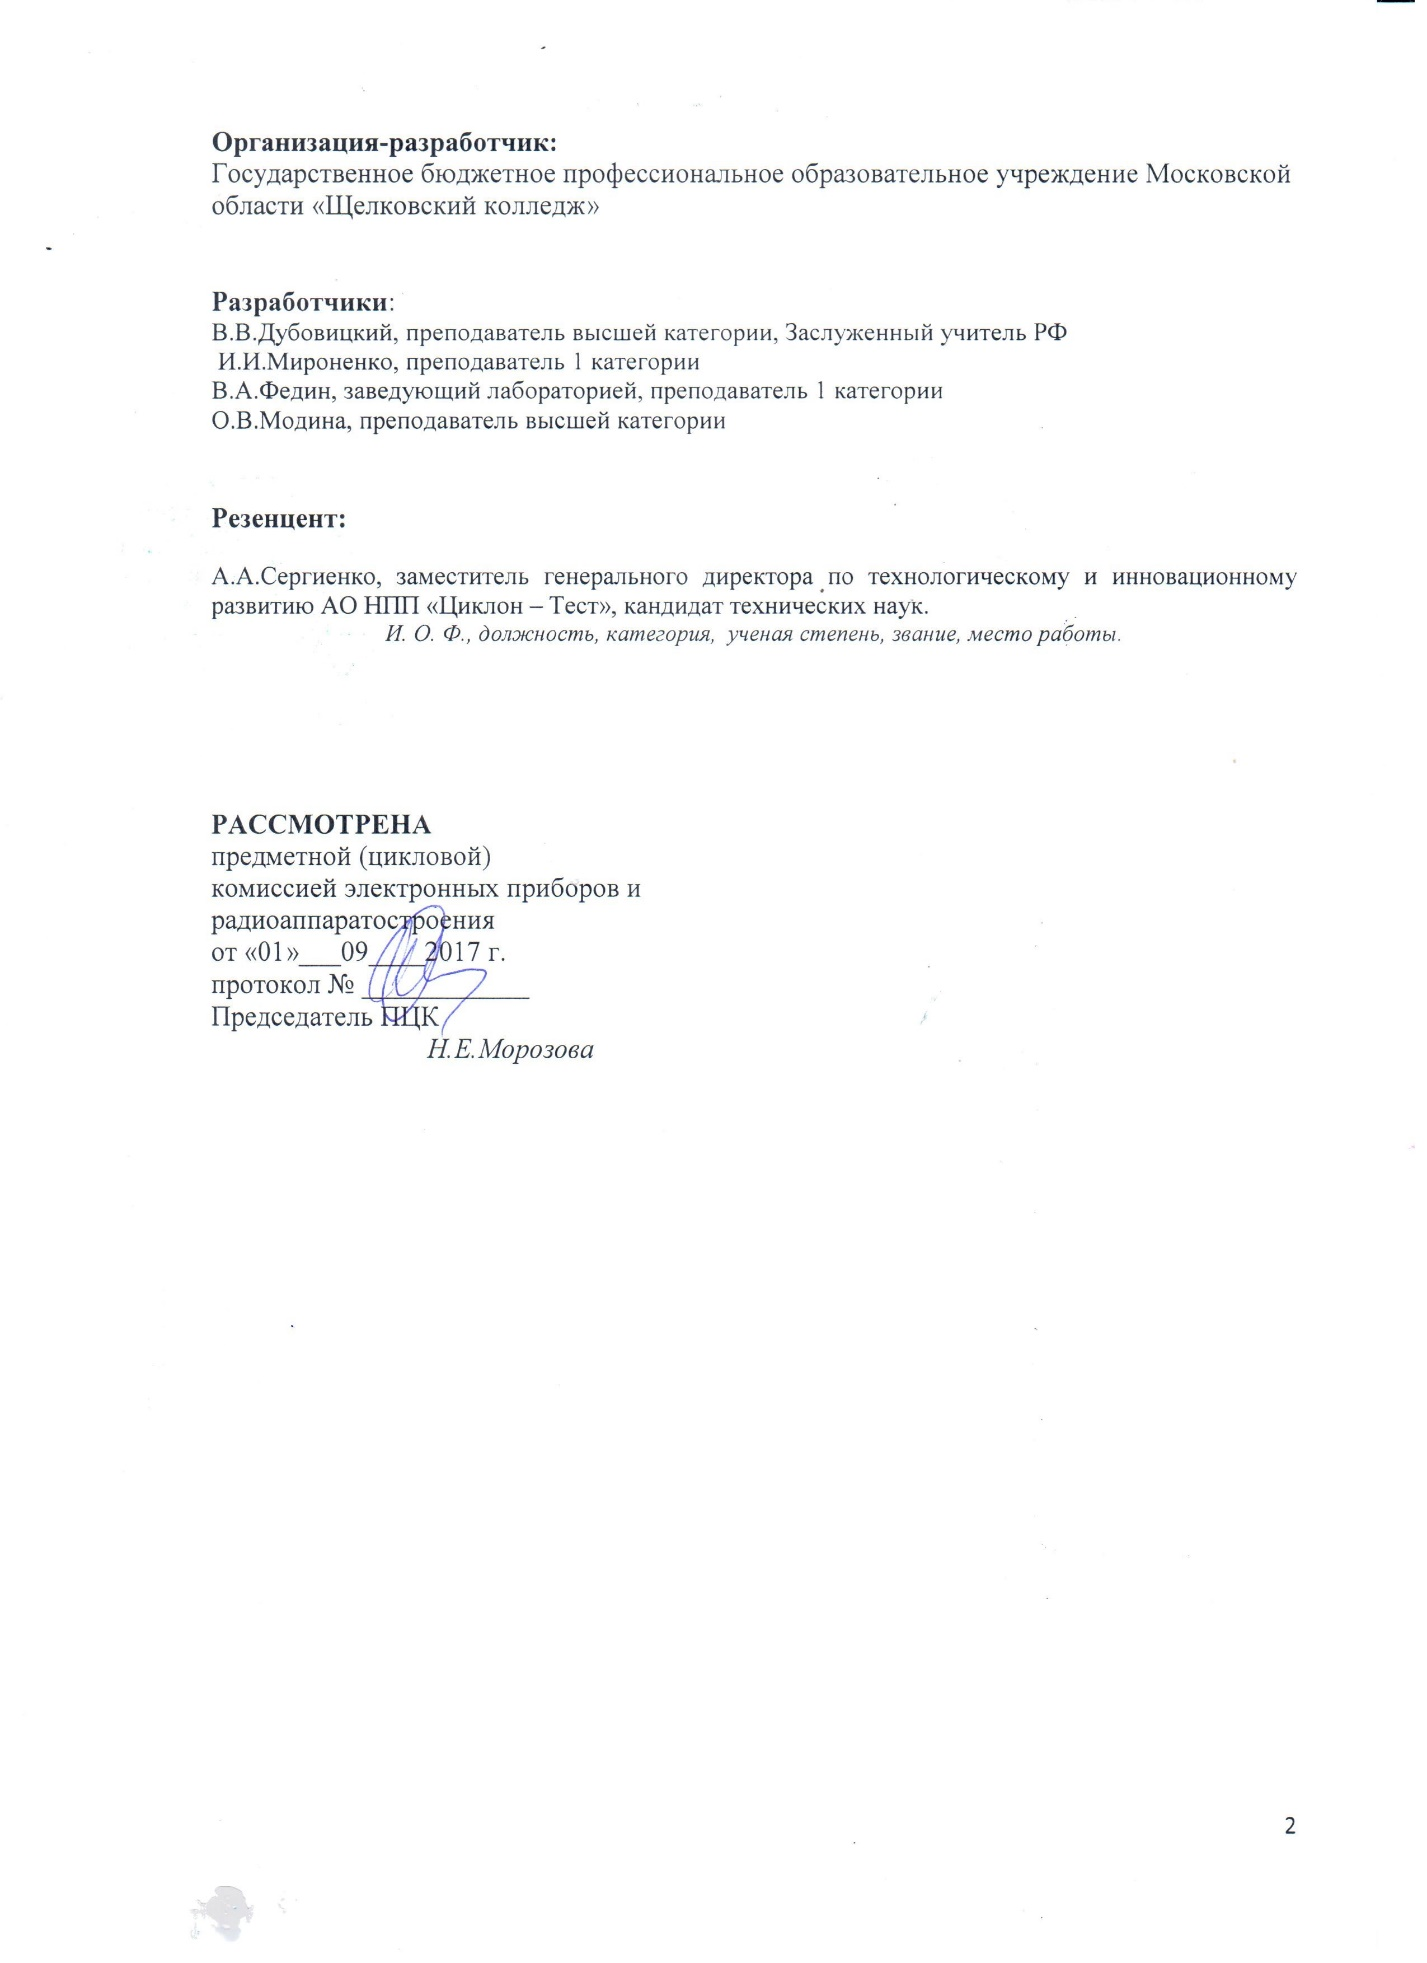 Организация-разработчик:
Государственное бюджетное профессиональное образовательное учреждение Московской
области «Щелковский колледж»
Разработчики:
В.В.Дубовицкий, преподаватель высшей категории, Заслуженный учитель РФ
И.И.Мироненко, преподаватель 1 категории
В.А.Федин, заведующий лабораторией, преподаватель 1 категории
О.В.Модина, преподаватель высшей категории
Резенцент:
А.А.Сергиенко, заместитель генерального директора по технологическому и инновационному
развитию АО НПП «Циклон – Тест», кандидат технических наук.
И. О. Ф., должность, категория, ученая степень, звание, место работы.
РАССМОТРЕНА
предметной (цикловой)
комиссией электронных приборов и
радиоаппаратостроения
от «01»___09____2017 г.
протокол № ____________
Председатель ПЦК
Н.Е.Морозова
2